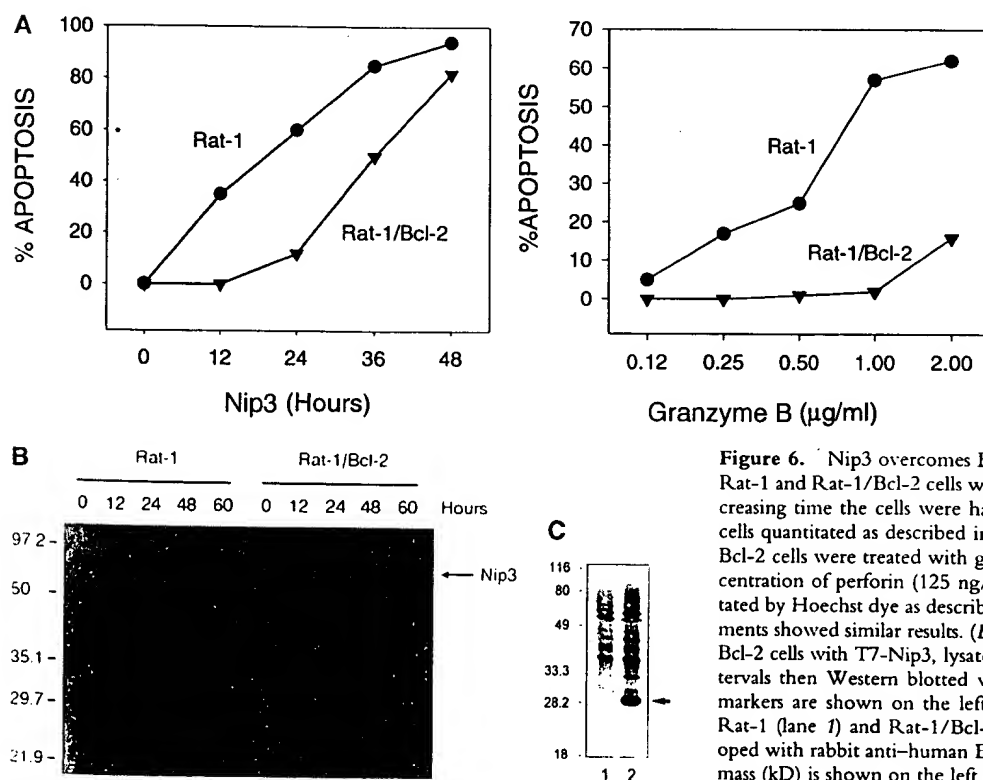 A
100
80
60
40
20
0
% APOPTOSIS
Rat-1
Rat-1/Bcl-2
0 12 24 36 48
Nip3 (Hours)
70
60
50
40
30
20
10
0
%APOPTOSIS
Rat-1
Rat-1/Bcl-2
0.12 0.25 0.50 1.00 2.00
Granzyme B (µg/ml)
B
Rat-1 Rat-1/Bcl-2
0 12 24 48 60 0 12 24 48 60 Hours
97 2 -
50 -
35.1 -
29.7 -
21.9 -
Nip3
C
116
80
49
33.3
28.2
18
1 2
Figure 6. Nip3 overcomes B
Rat-1 and Rat-1/Bcl-2 cells w
creasing time the cells were ha
cells quantitated as described in
Bcl-2 cells were treated with g
centration of perforin (125 ng/
tated by Hoechst dye as describ
ments showed similar results. (
Bcl-2 cells with T7-Nip3, lysate
tervals then Western blotted v
markers are shown on the left
Rat-1 (lane 1) and Rat-1/Bcl-
oped with rabbit anti–human B
mass (kD) is shown on the left